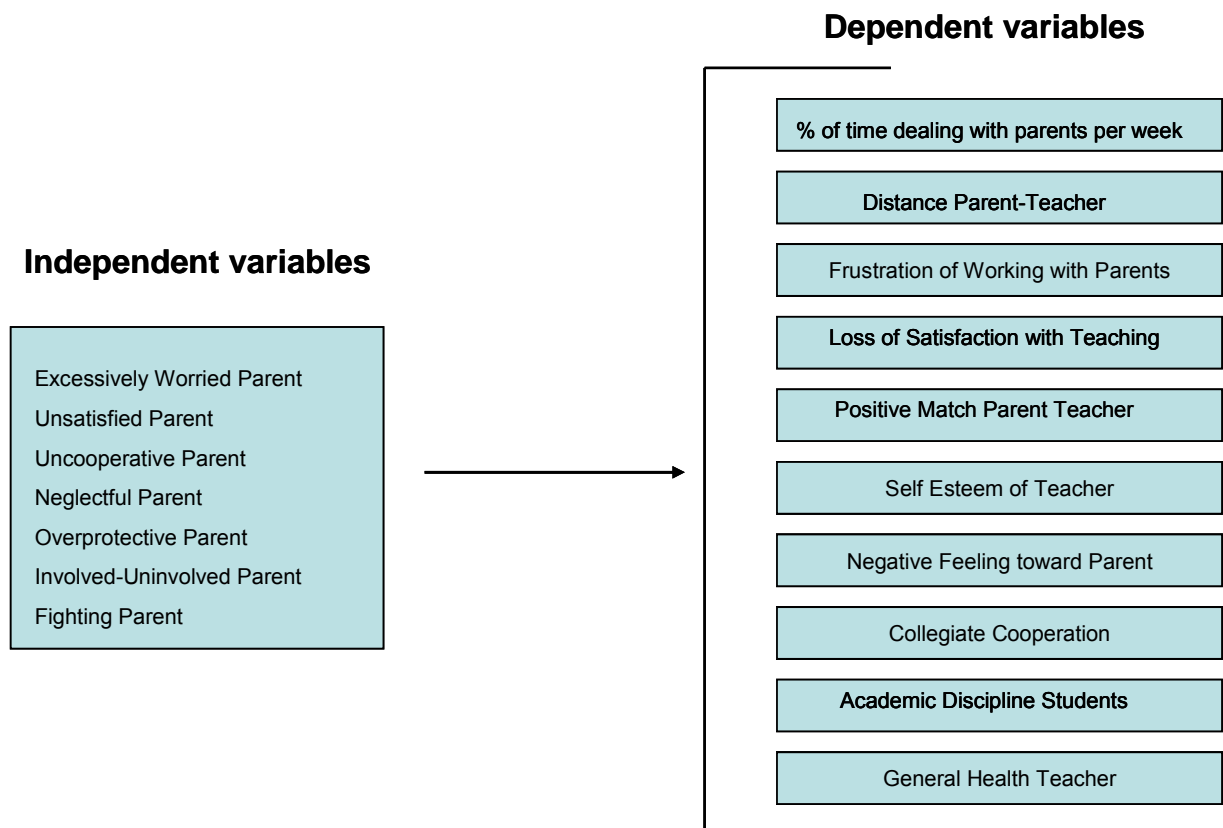 Dependent variables
% of time dealing with parents per week
Distance Parent-Teacher
Independent variables
Frustration of Working with Parents
Loss of Satisfaction with Teaching
Excessively Worried Parent
Unsatisfied Parent
Uncooperative Parent
Neglectful Parent
Overprotective Parent
Involved-Uninvolved Parent
Fighting Parent
Positive Match Parent Teacher
Self Esteem of Teacher
Negative Feeling toward Parent
Collegiate Cooperation
Academic Discipline Students
General Health Teacher